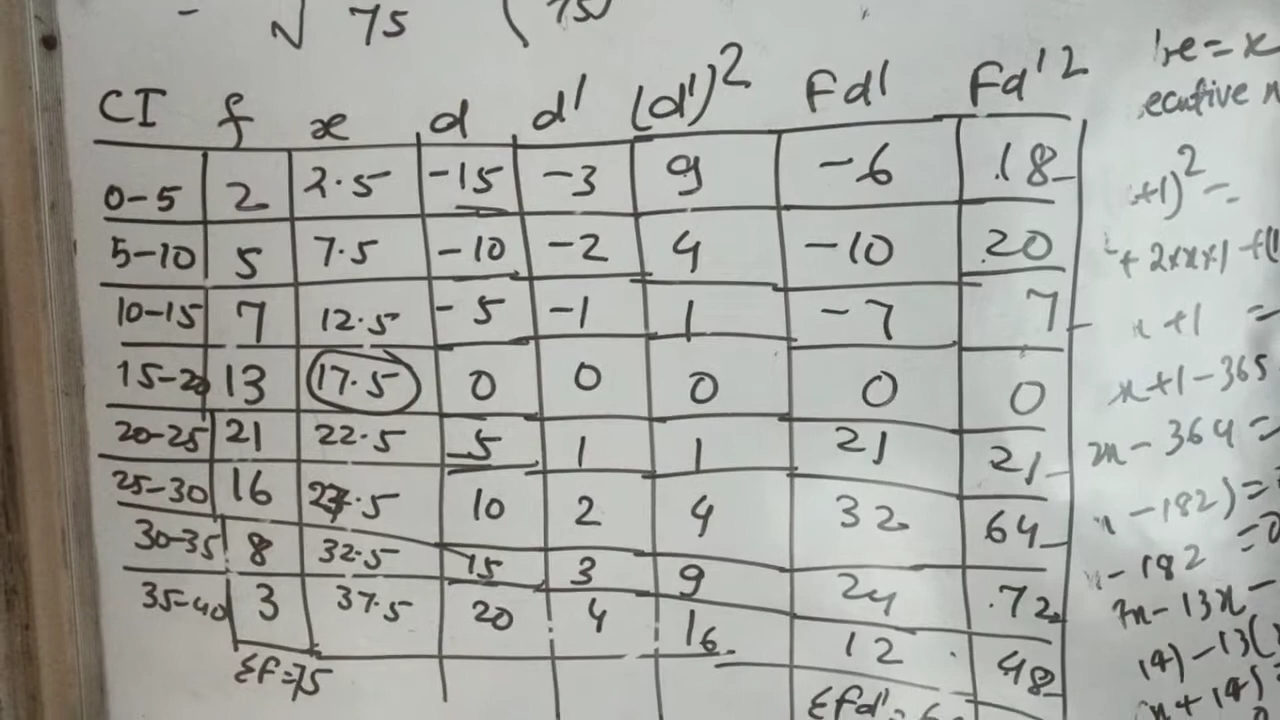 - √75 (75)
CI f x d d' (d')² Fd' Fd'²
0-5 2 2.5 -15 -3 9 -6 18
5-10 5 7.5 -10 -2 4 -10 20
10-15 7 12.5 -5 -1 1 -7 7
15-20 13 17.5 0 0 0 0 0
20-25 21 22.5 5 1 1 21 21
25-30 16 27.5 10 2 4 32 64
30-35 8 32.5 15 3 9 24 72
35-40 3 37.5 20 4 16 12 48
Σf=75
Σfd'=6
ecutive n
+1)² =
+ 2×x×1 +(
x+1 =
x+1-365
- 364 =
x -182) =
-182 =0
-13x -
14) -13(
x+14)